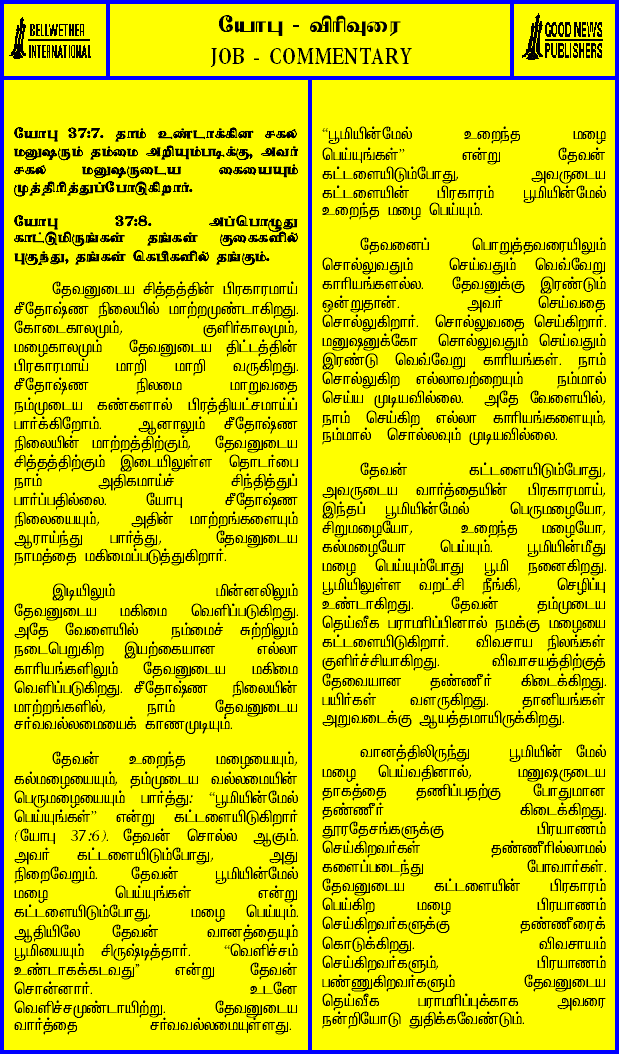 BELLWETHER
INTERNATIONAL
யோபு - விரிவுரை
JOB - COMMENTARY
GOOD NEWS
PUBLISHERS
யோபு 37:7. தாம் உண்டாக்கின சகல
மனுஷரும் தம்மை அறியும்படிக்கு, அவர்
சகல மனுஷருடைய கையையும்
முத்திரித்துப்போடுகிறார்.
யோபு 37:8. அப்பொழுது
காட்டுமிருங்கள் தங்கள் குகைகளில்
புகுந்து, தங்கள் கெபிகளில் தங்கும்.
தேவனுடைய சித்தத்தின் பிரகாரமாய்
சீதோஷ்ண நிலையில் மாற்றமுண்டாகிறது.
கோடைகாலமும், குளிர்காலமும்,
மழைகாலமும் தேவனுடைய திட்டத்தின்
பிரகாரமாய் மாறி மாறி வருகிறது.
சீதோஷ்ண நிலமை மாறுவதை
நம்முடைய கண்களால் பிரத்தியட்சமாய்ப்
பார்க்கிறோம். ஆனாலும் சீதோஷ்ண
நிலையின் மாற்றத்திற்கும், தேவனுடைய
சித்தத்திற்கும் இடையிலுள்ள தொடர்பை
நாம் அதிகமாய்ச் சிந்தித்துப்
பார்ப்பதில்லை. யோபு சீதோஷ்ண
நிலையையும், அதின் மாற்றங்களையும்
ஆராய்ந்து பார்த்து, தேவனுடைய
நாமத்தை மகிமைப்படுத்துகிறார்.
இடியிலும் மின்னலிலும்
தேவனுடைய மகிமை வெளிப்படுகிறது.
அதே வேளையில் நம்மைச் சுற்றிலும்
நடைபெறுகிற இயற்கையான எல்லா
காரியங்களிலும் தேவனுடைய மகிமை
வெளிப்படுகிறது. சீதோஷ்ண நிலையின்
மாற்றங்களில், நாம் தேவனுடைய
சர்வவல்லமையைக் காணமுடியும்.
தேவன் உறைந்த மழையையும்,
கல்மழையையும், தம்முடைய வல்லமையின்
பெருமழையையும் பார்த்து: “பூமியின்மேல்
பெய்யுங்கள்” என்று கட்டளையிடுகிறார்
(யோபு 37:6). தேவன் சொல்ல ஆகும்.
அவர் கட்டளையிடும்போது, அது
நிறைவேறும். தேவன் பூமியின்மேல்
மழை பெய்யுங்கள் என்று
கட்டளையிடும்போது, மழை பெய்யும்.
ஆதியிலே தேவன் வானத்தையும்
பூமியையும் சிருஷ்டித்தார். “வெளிச்சம்
உண்டாகக்கடவது” என்று தேவன்
சொன்னார். உடனே
வெளிச்சமுண்டாயிற்று. தேவனுடைய
வார்த்தை சர்வவல்லமையுள்ளது.
“பூமியின்மேல் உறைந்த மழை
பெய்யுங்கள்” என்று தேவன்
கட்டளையிடும்போது, அவருடைய
கட்டளையின் பிரகாரம் பூமியின்மேல்
உறைந்த மழை பெய்யும்.
தேவனைப் பொறுத்தவரையிலும்
சொல்லுவதும் செய்வதும் வெவ்வேறு
காரியங்களல்ல. தேவனுக்கு இரண்டும்
ஒன்றுதான். அவர் செய்வதை
சொல்லுகிறார். சொல்லுவதை செய்கிறார்.
மனுஷனுக்கோ சொல்லுவதும் செய்வதும்
இரண்டு வெவ்வேறு காரியங்கள். நாம்
சொல்லுகிற எல்லாவற்றையும் நம்மால்
செய்ய முடியவில்லை. அதே வேளையில்,
நாம் செய்கிற எல்லா காரியங்களையும்,
நம்மால் சொல்லவும் முடியவில்லை.
தேவன் கட்டளையிடும்போது,
அவருடைய வார்த்தையின் பிரகாரமாய்,
இந்தப் பூமியின்மேல் பெருமழையோ,
சிறுமழையோ, உறைந்த மழையோ,
கல்மழையோ பெய்யும். பூமியின்மீது
மழை பெய்யும்போது பூமி நனைகிறது.
பூமியிலுள்ள வறட்சி நீங்கி, செழிப்பு
உண்டாகிறது. தேவன் தம்முடைய
தெய்வீக பராமரிப்பினால் நமக்கு மழையை
கட்டளையிடுகிறார். விவசாய நிலங்கள்
குளிர்ச்சியாகிறது. விவாசயத்திற்குத்
தேவையான தண்ணீர் கிடைக்கிறது.
பயிர்கள் வளருகிறது. தானியங்கள்
அறுவடைக்கு ஆயத்தமாயிருக்கிறது.
வானத்திலிருந்து பூமியின் மேல்
மழை பெய்வதினால், மனுஷருடைய
தாகத்தை தணிப்பதற்கு போதுமான
தண்ணீர் கிடைக்கிறது.
தூரதேசங்களுக்கு பிரயாணம்
செய்கிறவர்கள் தண்ணீரில்லாமல்
களைப்படைந்து போவார்கள்.
தேவனுடைய கட்டளையின் பிரகாரம்
பெய்கிற மழை பிரயாணம்
செய்கிறவர்களுக்கு தண்ணீரைக்
கொடுக்கிறது. விவசாயம்
செய்கிறவர்களும், பிரயாணம்
பண்ணுகிறவர்களும் தேவனுடைய
தெய்வீக பராமரிப்புக்காக அவரை
நன்றியோடு துதிக்கவேண்டும்.